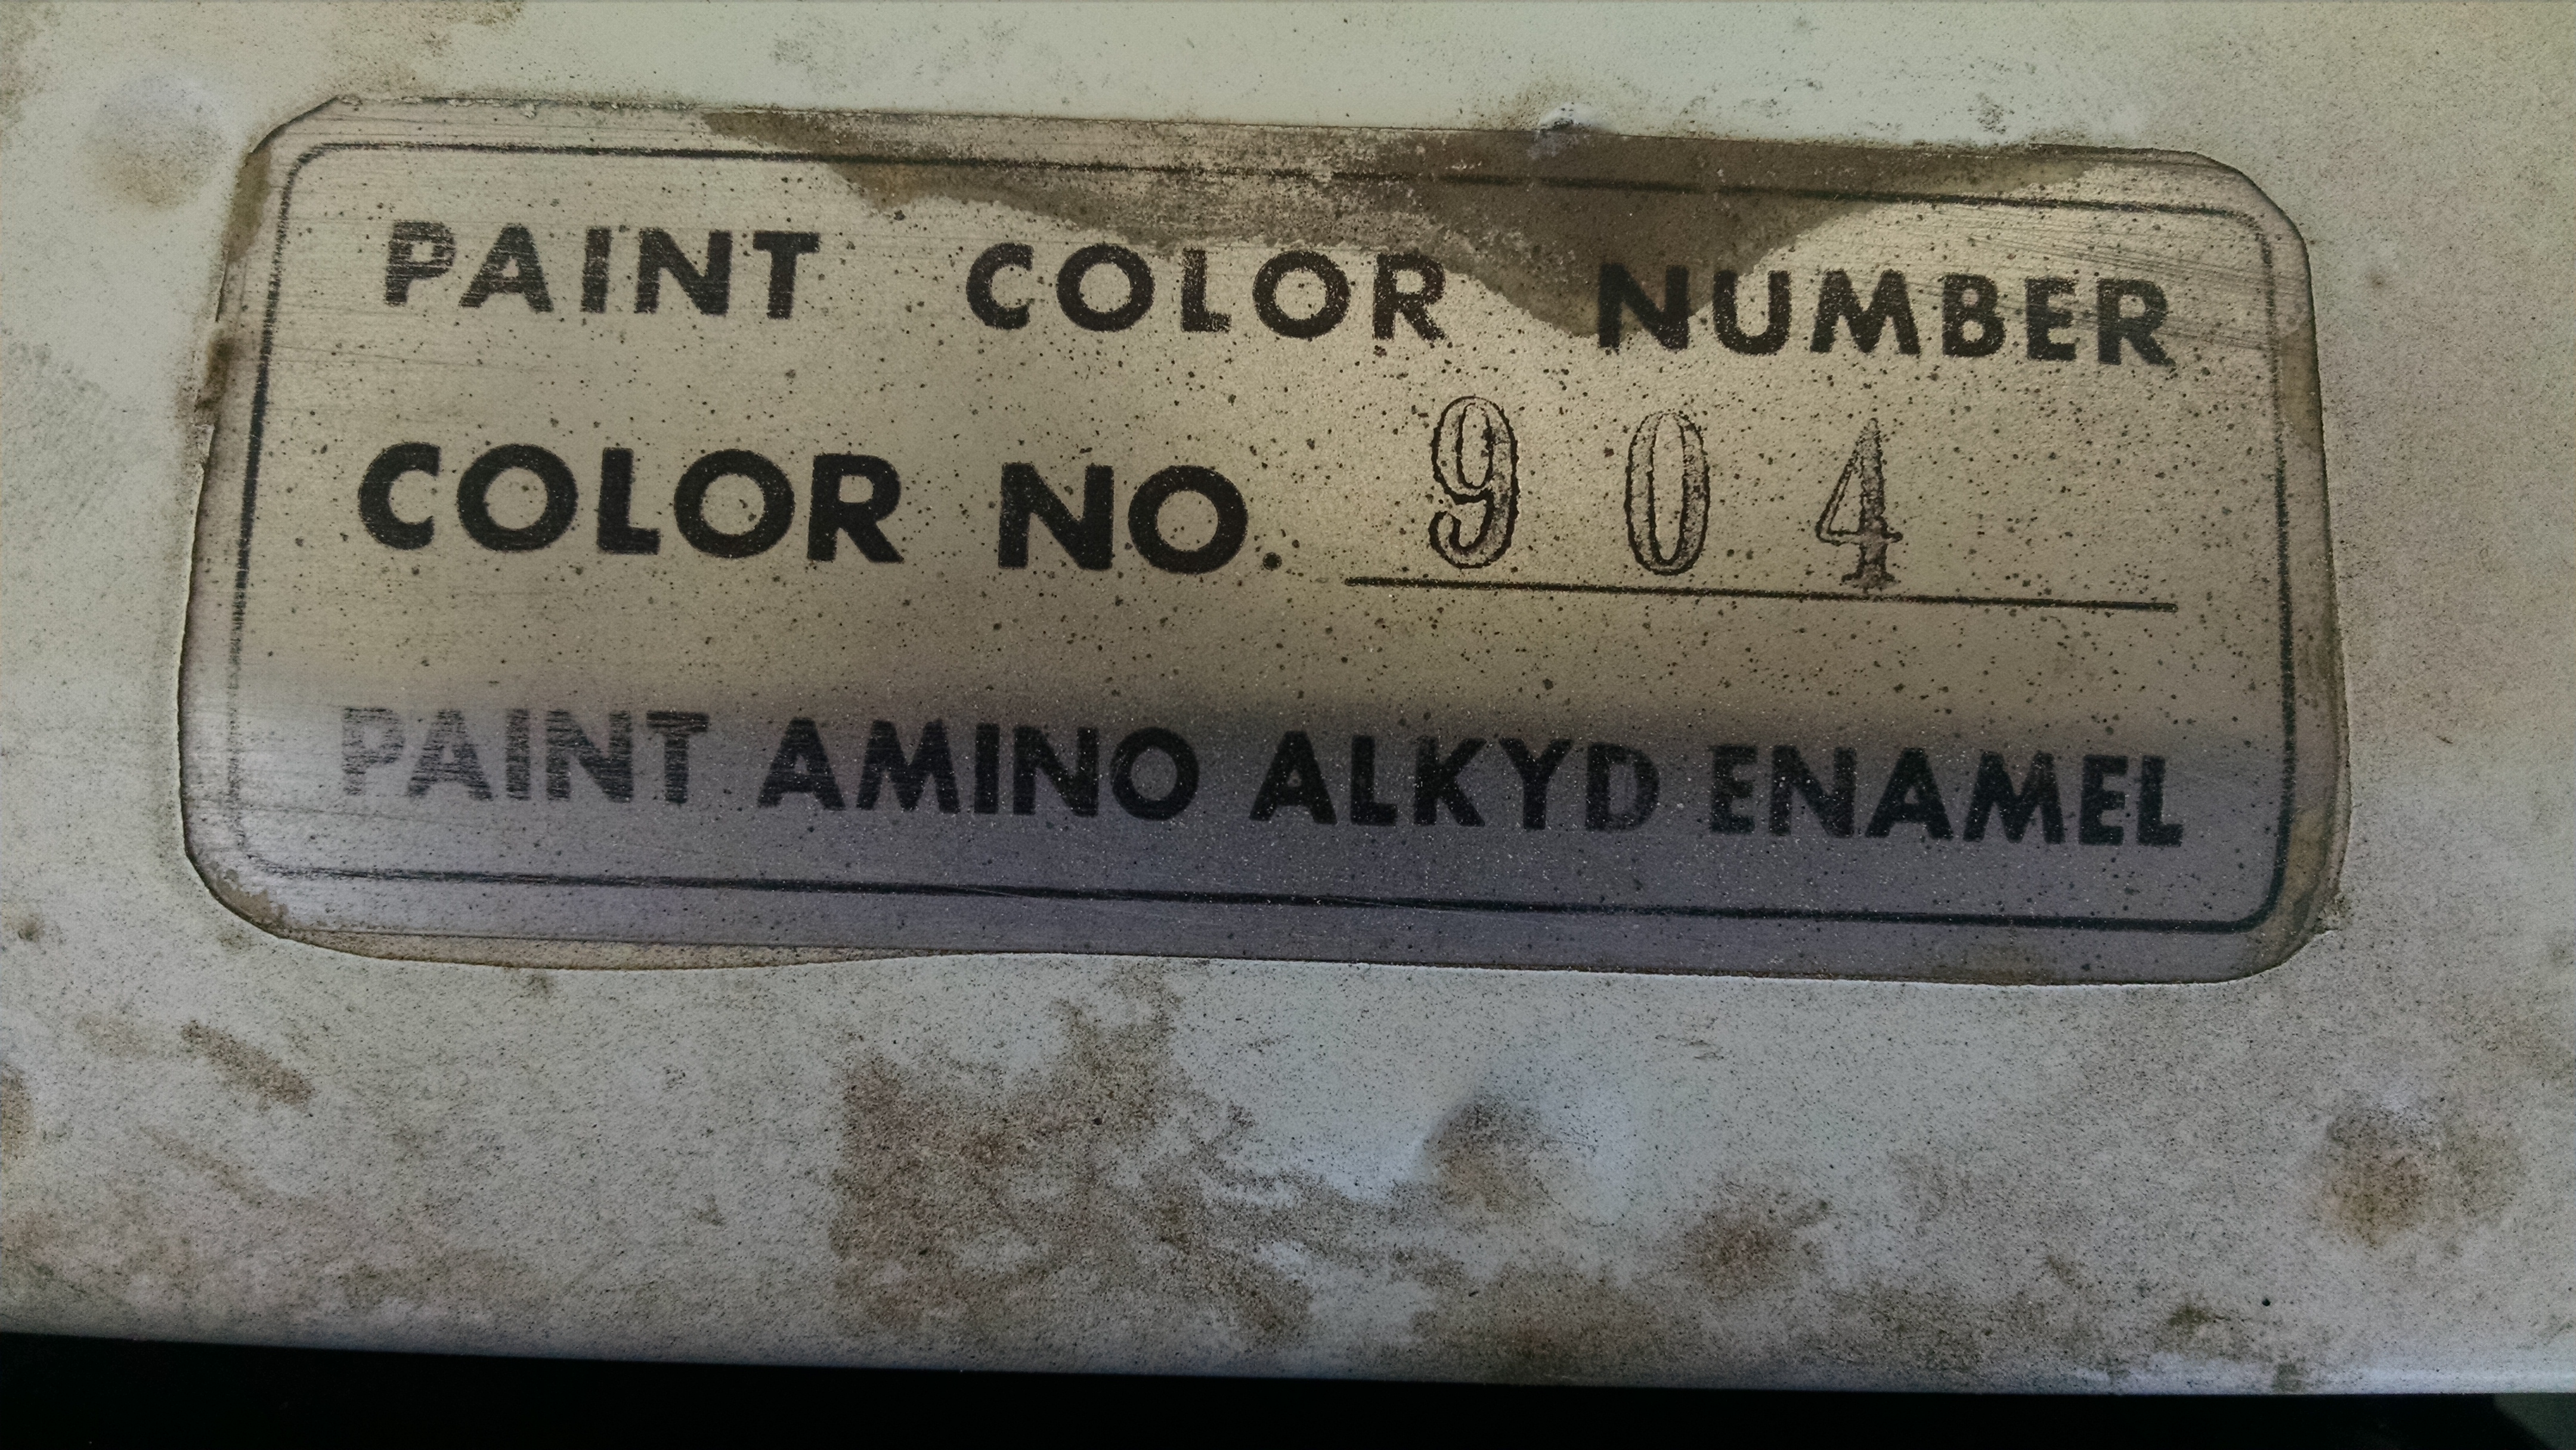 PAINT COLOR NUMBER
COLOR NO. 904
PAINT AMINO ALKYD ENAMEL